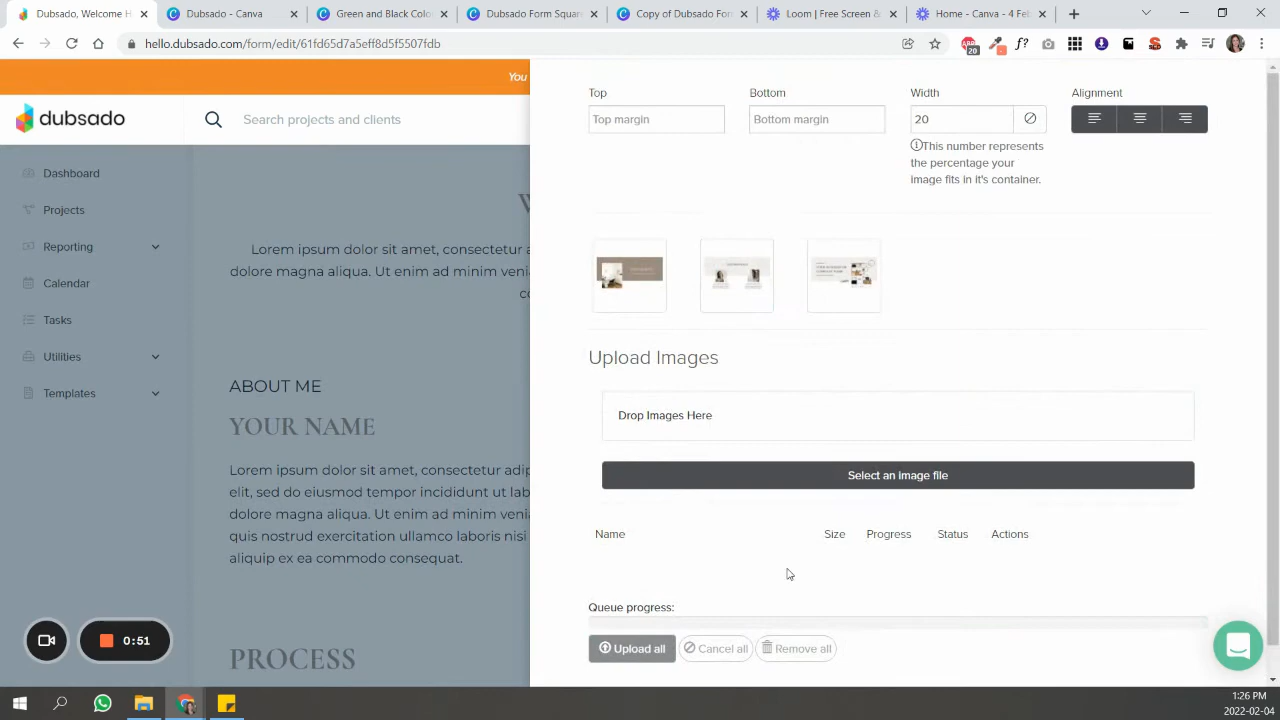 Dubsado, Welcome H
Dubsado - Canva
Green and Black Colo
Dubsado Form Squar
Copy of Dubsado For
Loom | Free Screen &
Home - Canva - 4 Feb
hello.dubsado.com/form/edit/61fd65d7a5eff8d5f5507fdb
20
f?
You
dubsado
Search projects and clients
Dashboard
Projects
Reporting
Calendar
Tasks
Utilities
Templates
Lorem ipsum dolor sit amet, consectetur a
dolore magna aliqua. Ut enim ad minim venia
ABOUT ME
YOUR NAME
Lorem ipsum dolor sit amet, consectetur adip
elit, sed do eiusmod tempor incididunt ut lab
dolore magna aliqua. Ut enim ad minim veni
quis nostrud exercitation ullamco laboris nisi
aliquip ex ea commodo consequat.
PROCESS
0:51
Top
Bottom
Width
Alignment
Top margin
Bottom margin
20
This number represents
the percentage your
image fits in it's container.
Upload Images
Drop Images Here
Select an image file
Name
Size
Progress
Status
Actions
Queue progress:
Upload all
Cancel all
Remove all
1:26 PM
2022-02-04